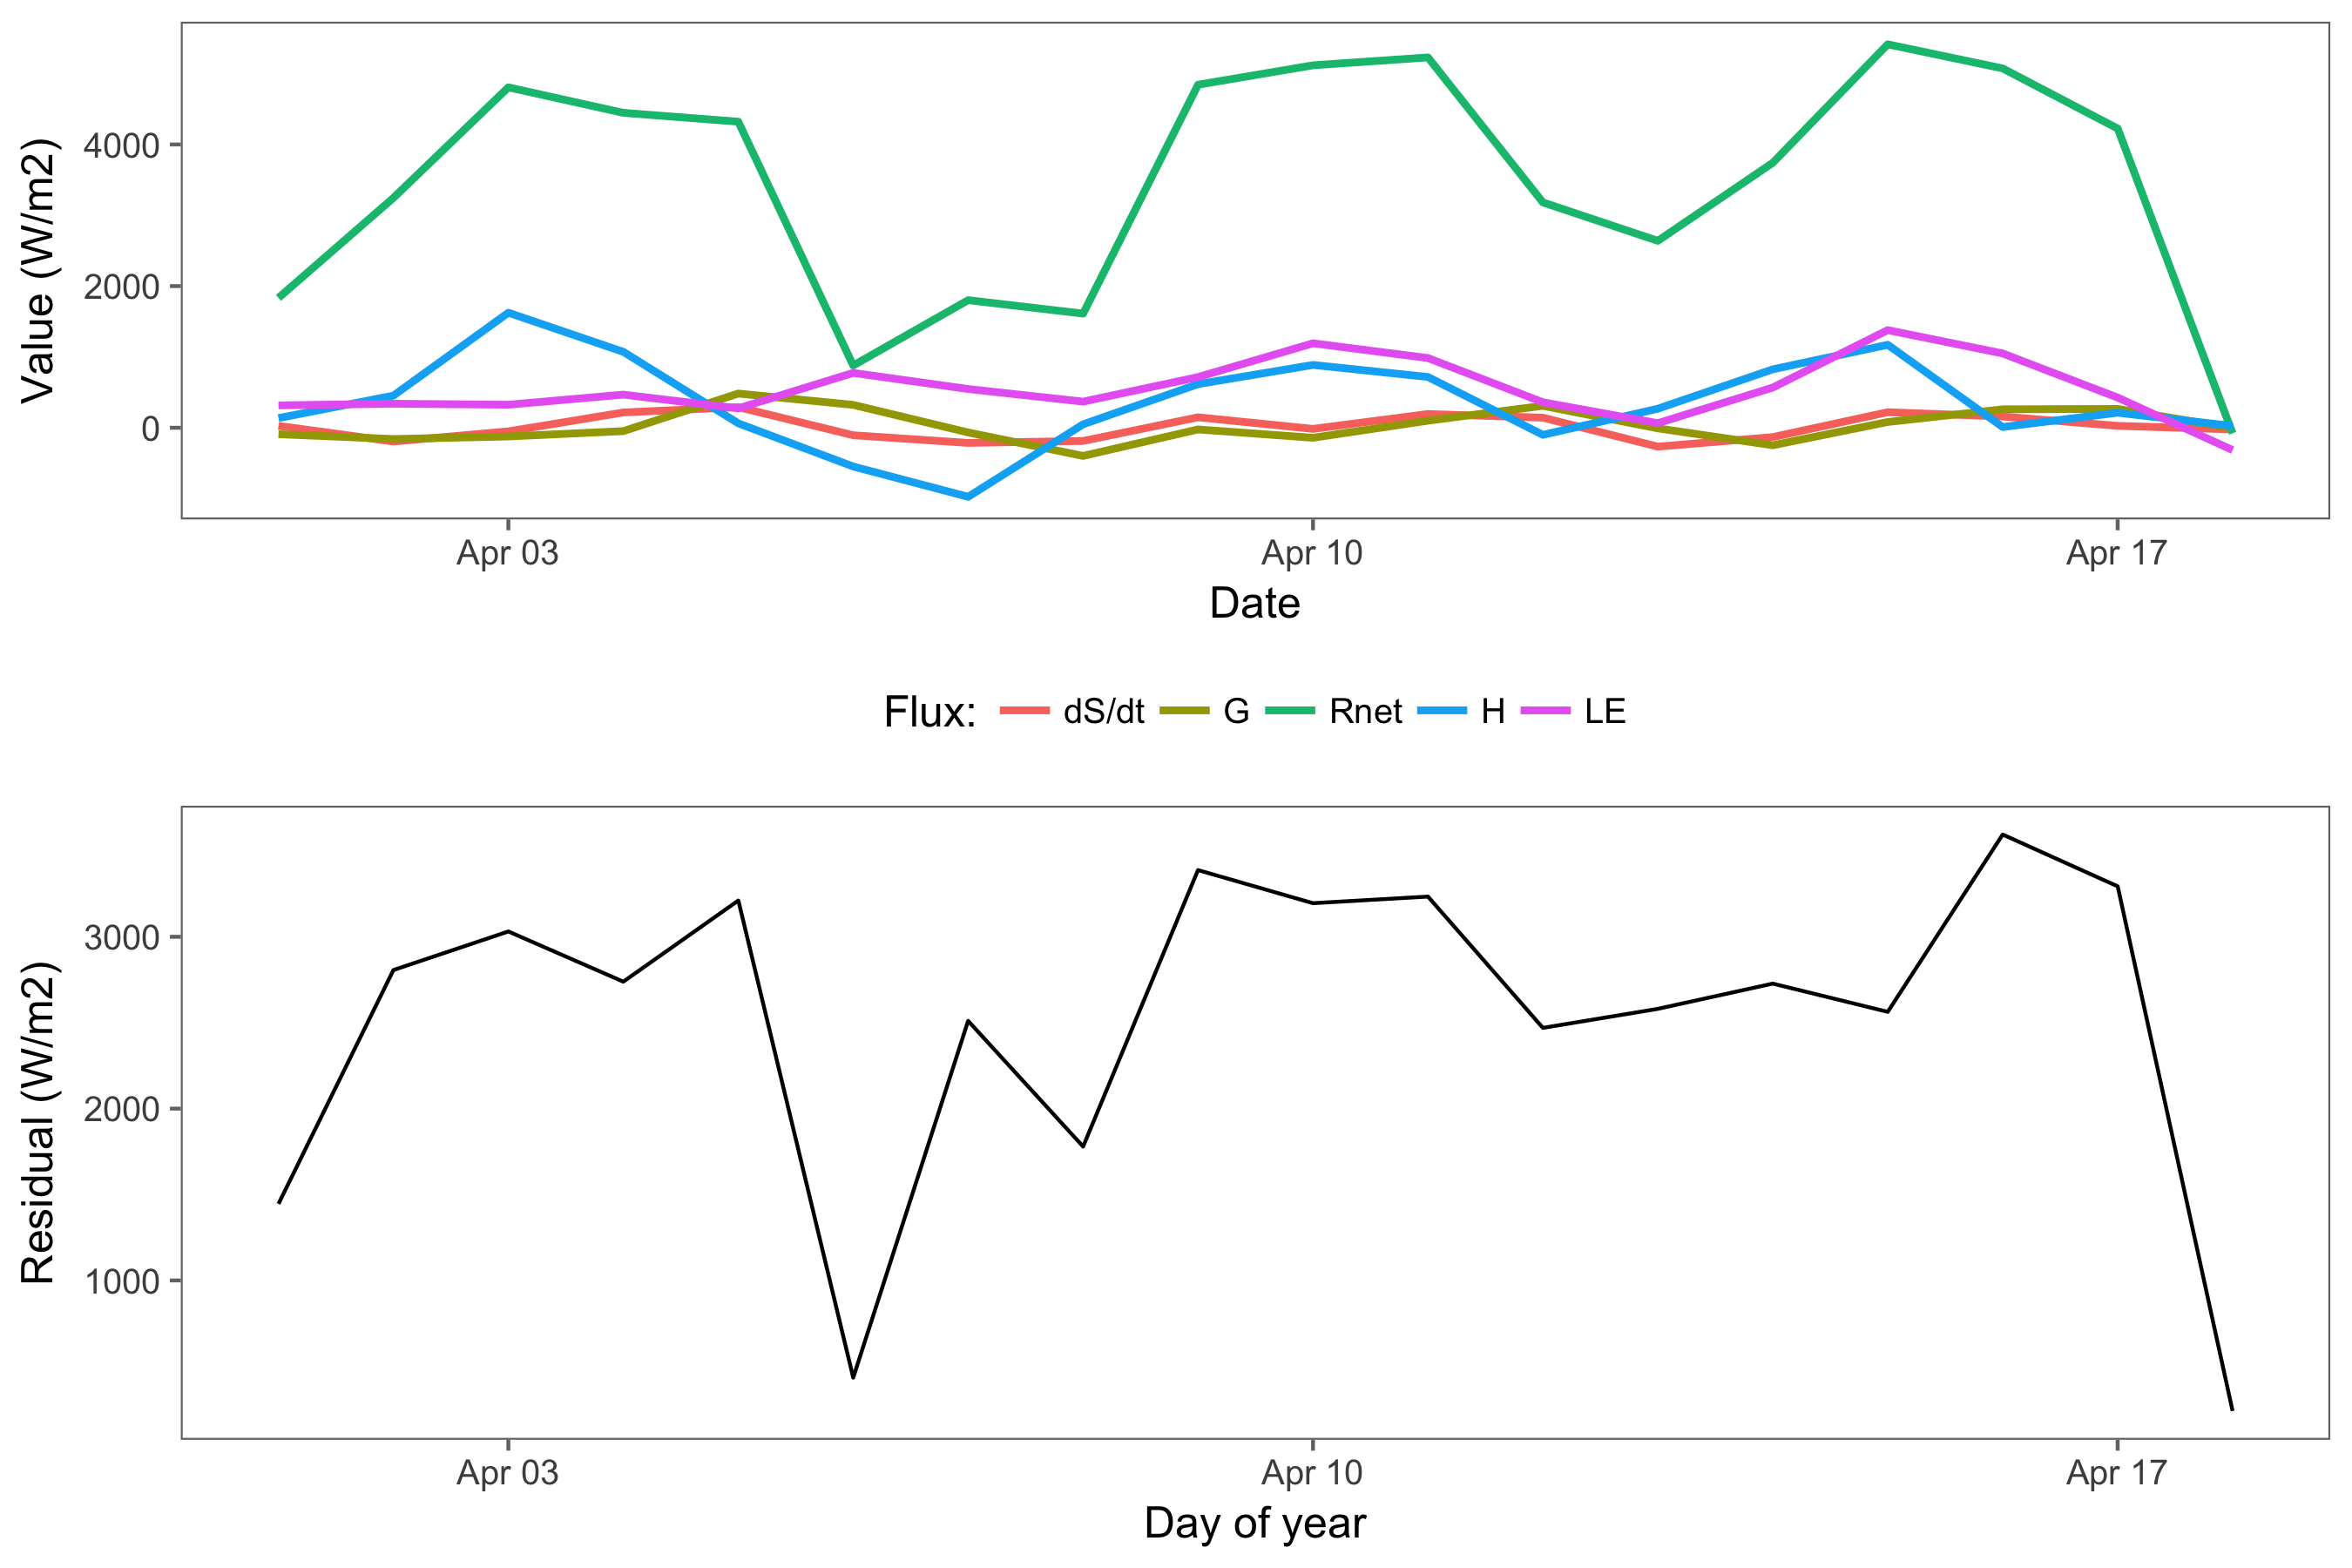 Value (W/m2)
4000
2000
0
Apr 03 Apr 10 Apr 17
Date
Flux: dS/dt G Rnet H LE
Residual (W/m2)
3000
2000
1000
Apr 03 Apr 10 Apr 17
Day of year